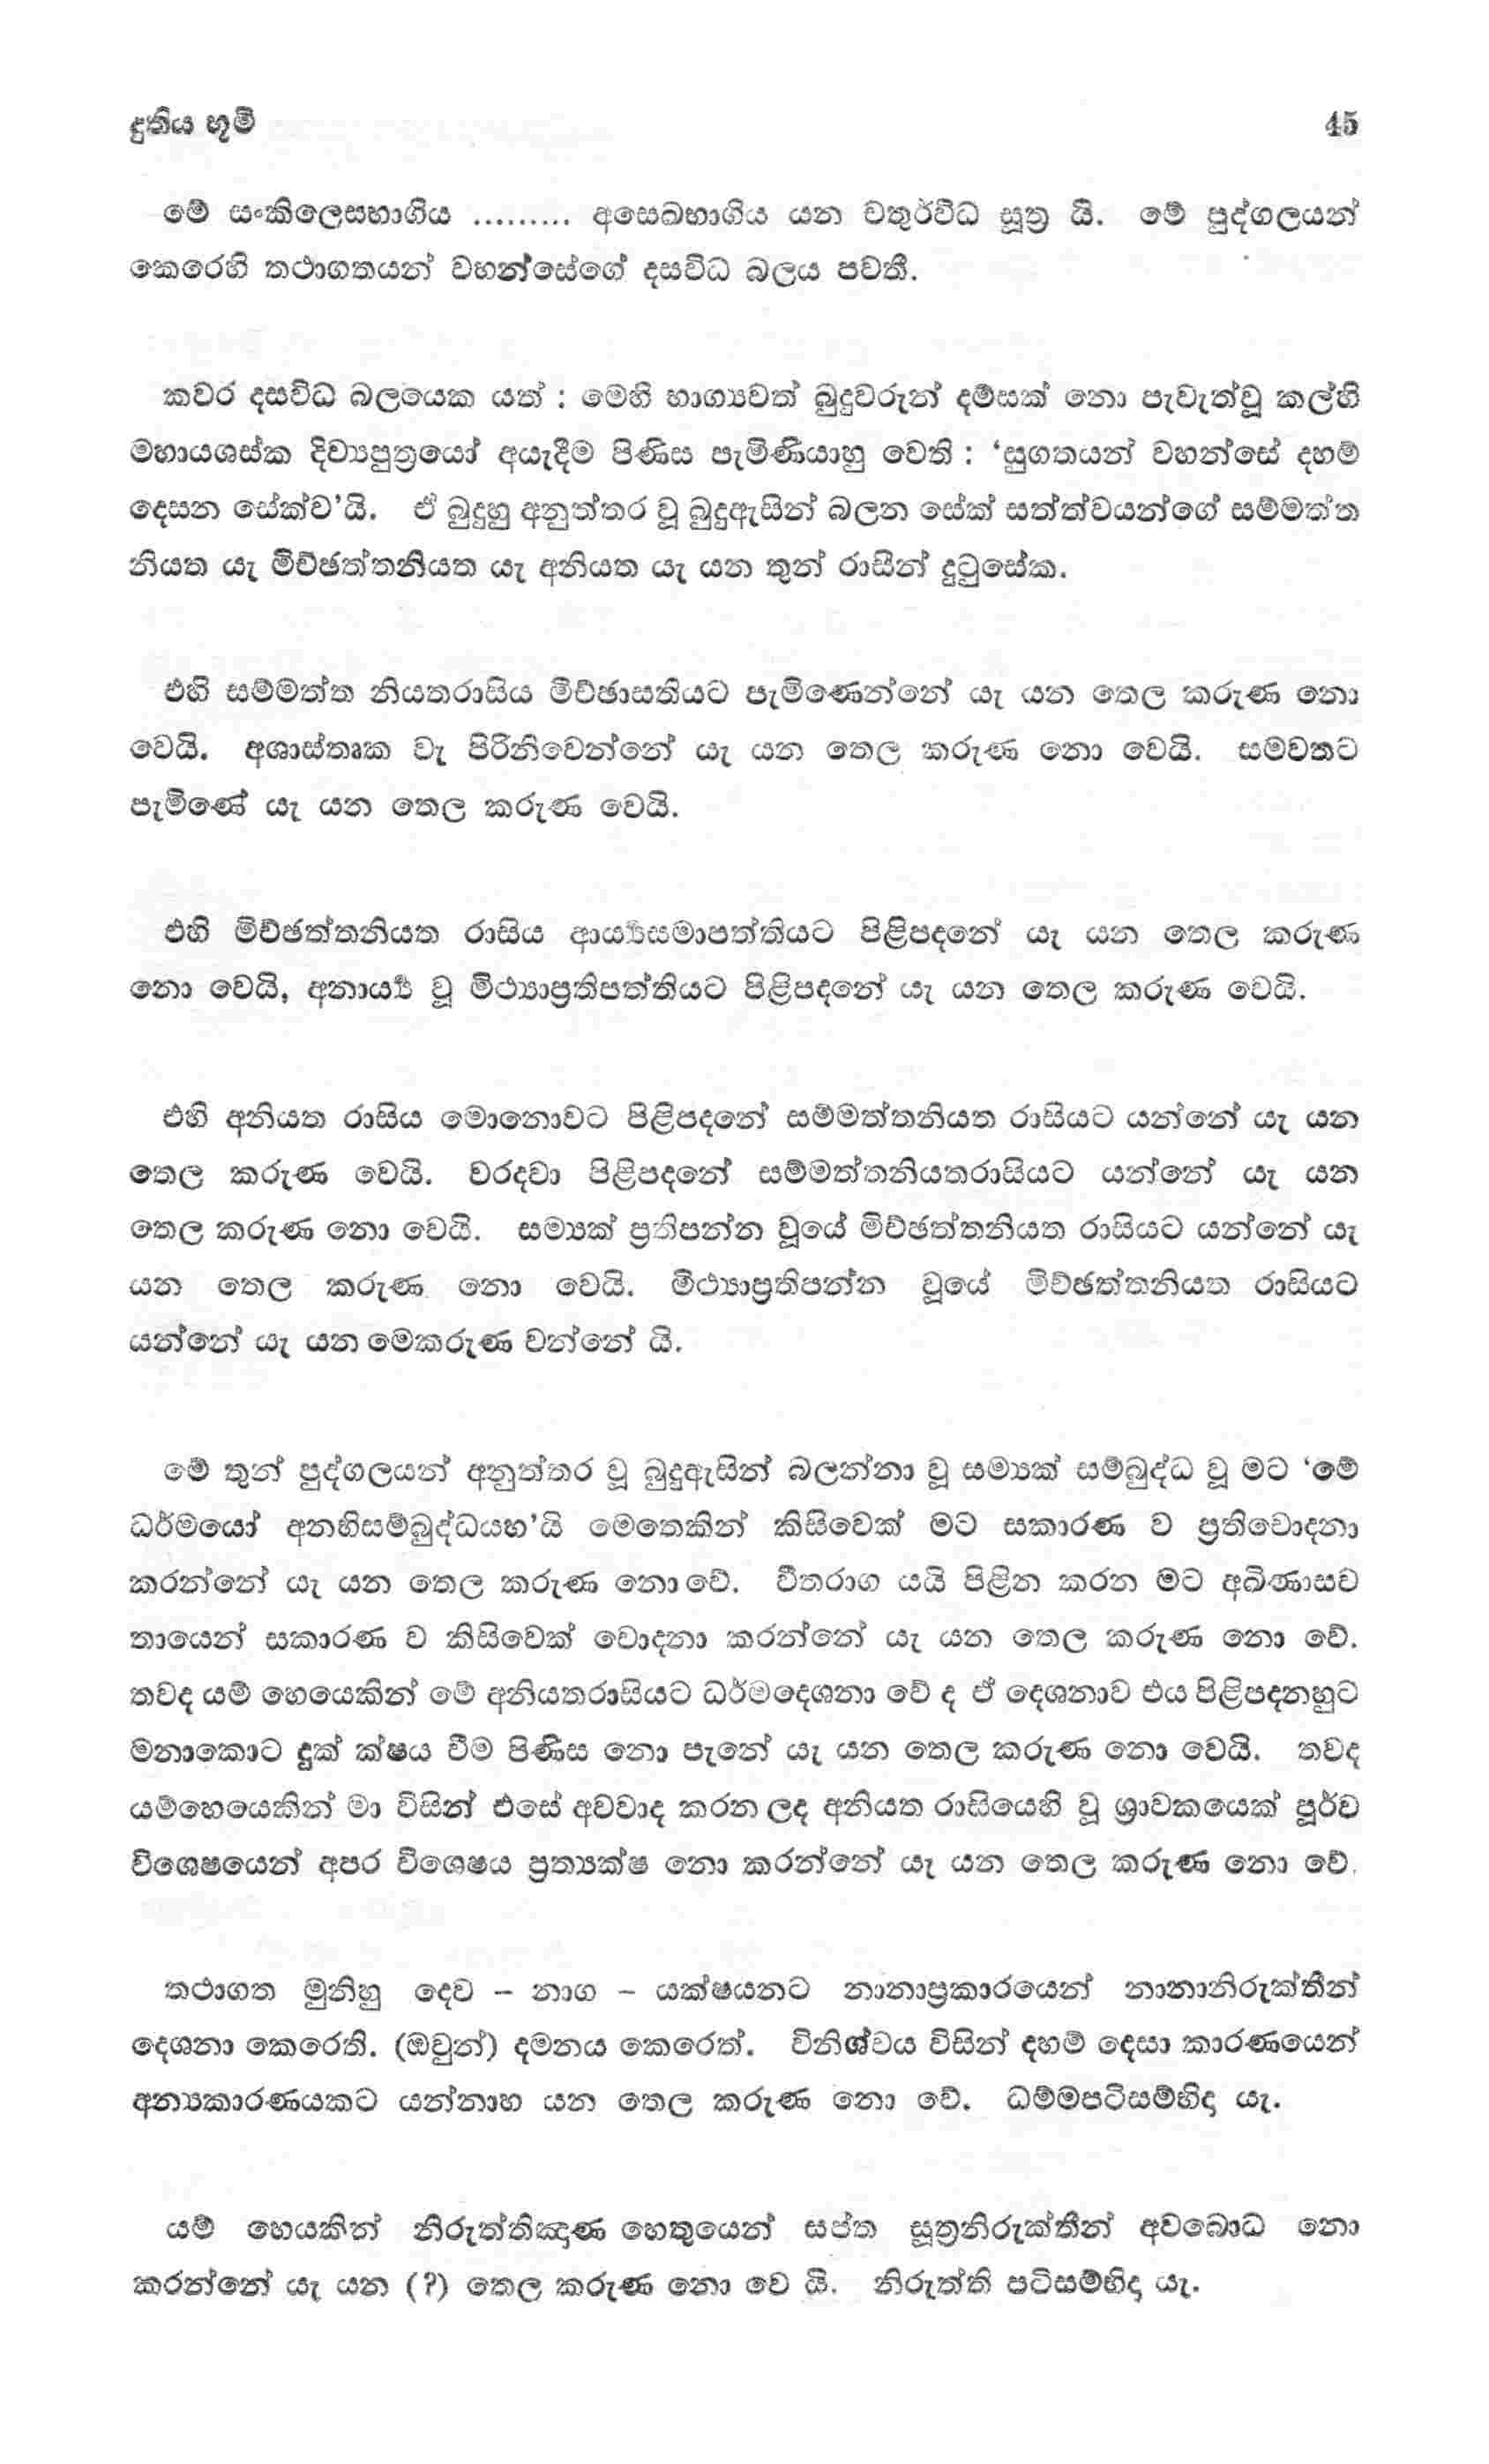 දුතිය භූමි 45
මේ සංකිලෙසභාගිය ......... අසෙඛභාගිය යන චතුර්විධ සූත්‍ර යි. මේ පුද්ගලයන්
කෙරෙහි තථාගතයන් වහන්සේගේ දසවිධ බලය පවතී.
කවර දසවිධ බලයෙක යත් : මෙහි භාග්‍යවත් බුදුවරුන් දම්සක් නො පැවැත්වූ කල්හි
මහායශස්ක දිව්‍යපුත්‍රයෝ අයැදීම පිණිස පැමිණියාහු වෙති : ‘සුගතයන් වහන්සේ දහම්
දෙසන සේක්ව’යි. ඒ බුදුහු අනුත්තර වූ බුදුඇසින් බලන සේක් සත්ත්වයන්ගේ සම්මත්ත
නියත යැ මිච්ඡත්තනියත යැ අනියත යැ යන තුන් රාසීන් දුටුසේක.
එහි සම්මත්ත නියතරාසිය මිච්ඡාසතියට පැමිණෙන්නේ යැ යන තෙල කරුණ නො
වෙයි. අශාස්තෘක වැ පිරිනිවෙන්නේ යැ යන තෙල කරුණ නො වෙයි. සමවතට
පැමිණේ යැ යන තෙල කරුණ වෙයි.
එහි මිච්ඡත්තනියත රාසිය ආර්‍ය්‍යසමාපත්තියට පිළිපදනේ යැ යන තෙල කරුණ
නො වෙයි, අනාර්‍ය්‍ය වූ මිථ්‍යාප්‍රතිපත්තියට පිළිපදනේ යැ යන තෙල කරුණ වෙයි.
එහි අනියත රාසිය මොනොවට පිළිපදනේ සම්මත්තනියත රාසියට යන්නේ යැ යන
තෙල කරුණ වෙයි. වරදවා පිළිපදනේ සම්මත්තනියතරාසියට යන්නේ යැ යන
තෙල කරුණ නො වෙයි. සම්‍යක් ප්‍රතිපන්න වූයේ මිච්ඡත්තනියත රාසියට යන්නේ යැ
යන තෙල කරුණ නො වෙයි. මිථ්‍යාප්‍රතිපන්න වූයේ මිච්ඡත්තනියත රාසියට
යන්නේ යැ යන මෙකරුණ වන්නේ යි.
මේ තුන් පුද්ගලයන් අනුත්තර වූ බුදුඇසින් බලන්නා වූ සම්‍යක් සම්බුද්ධ වූ මට ‘මේ
ධර්මයෝ අනභිසම්බුද්ධයහ’යි මෙතෙකින් කිසිවෙක් මට සකාරණ ව ප්‍රතිචොදනා
කරන්නේ යැ යන තෙල කරුණ නො වේ. වීතරාග යයි පිළින කරන මට අඛිණාසව
තායෙන් සකාරණ ව කිසිවෙක් චොදනා කරන්නේ යැ යන තෙල කරුණ නො වේ.
තවද යම් හෙයෙකින් මේ අනියතරාසියට ධර්මදෙශනා වේ ද ඒ දෙශනාව එය පිළිපදනහුට
මනාකොට දුක් ක්ෂය වීම පිණිස නො පැනේ යැ යන තෙල කරුණ නො වෙයි. තවද
යම්හෙයෙකින් මා විසින් එසේ අවවාද කරන ලද අනියත රාසියෙහි වූ ශ්‍රාවකයෙක් පූර්ව
විශෙෂයෙන් අපර විශෙෂය ප්‍රත්‍යක්ෂ නො කරන්නේ යැ යන තෙල කරුණ නො වේ.
තථාගත මුනිහු දෙව – නාග – යක්ෂයනට නානාප්‍රකාරයෙන් නානානිරුක්තීන්
දෙශනා කෙරෙති. (ඔවුන්) දමනය කෙරෙත්. විනිශ්චය විසින් දහම් දෙසා කාරණයෙන්
අන්‍යකාරණයකට යන්නාහ යන තෙල කරුණ නො වේ. ධම්මපටිසම්භිදා යැ.
යම් හෙයකින් නිරුත්තිඤාණ හෙතුයෙන් සප්ත සූත්‍රනිරුක්තීන් අවබොධ නො
කරන්නේ යැ යන (?) තෙල කරුණ නො වෙ යි. නිරුත්ති පටිසම්භිදා යැ.